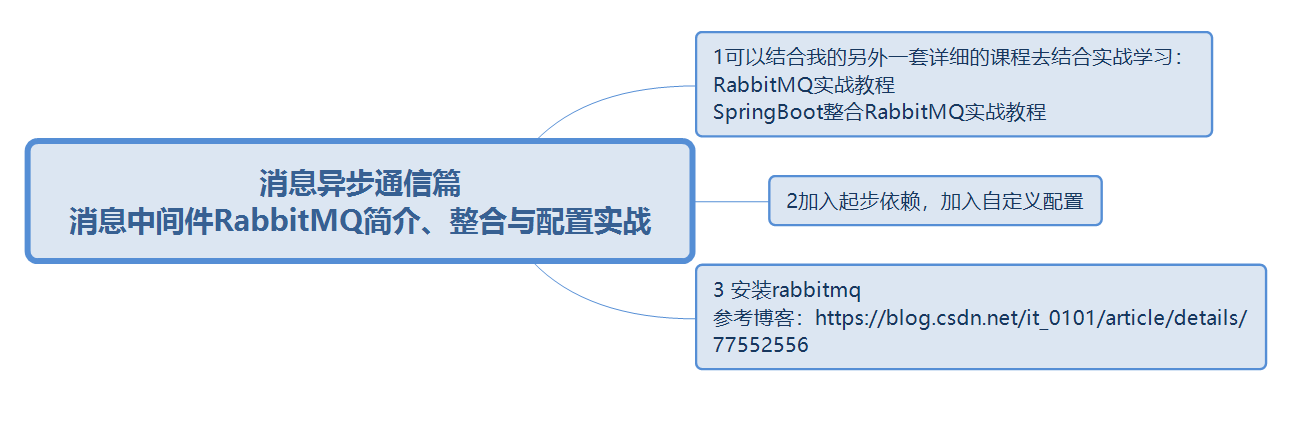 消息异步通信篇
消息中间件RabbitMQ简介、整合与配置实战
1可以结合我的另外一套详细的课程去结合实战学习：
RabbitMQ实战教程
SpringBoot整合RabbitMQ实战教程
2加入起步依赖，加入自定义配置
3 安装rabbitmq
参考博客：https://blog.csdn.net/it_0101/article/details/
77552556